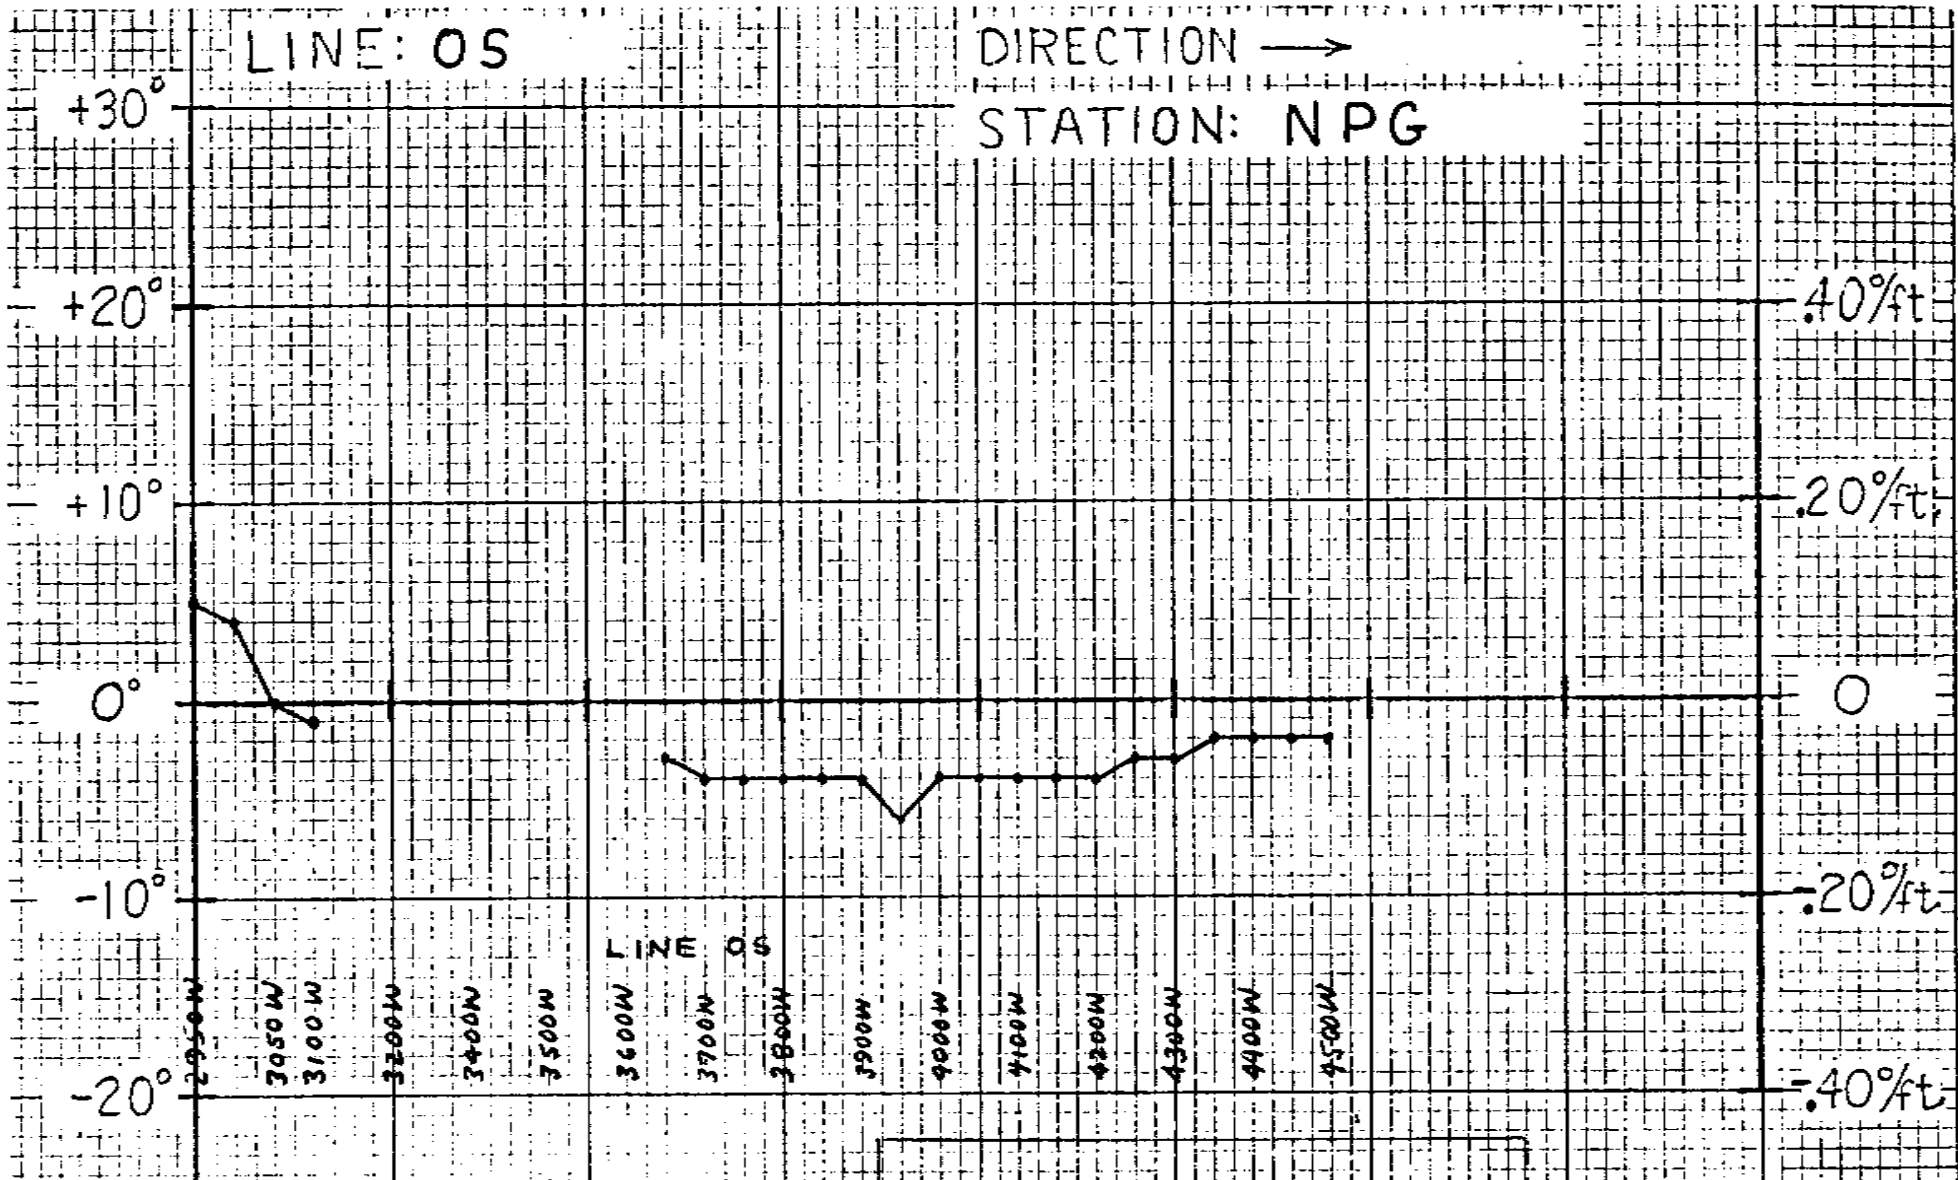 LINE: OS
DIRECTION →
STATION: NPG
+30°
+20°
+10°
0°
-10°
-20°
.40%/ft
.20%/ft.
0
-.20%/ft.
-.40%/ft.
LINE OS
2950W
3050W
3100W
3200W
3400W
3500W
3600W
3700W
3800W
3900W
4000W
4100W
4200W
4300W
4400W
4500W